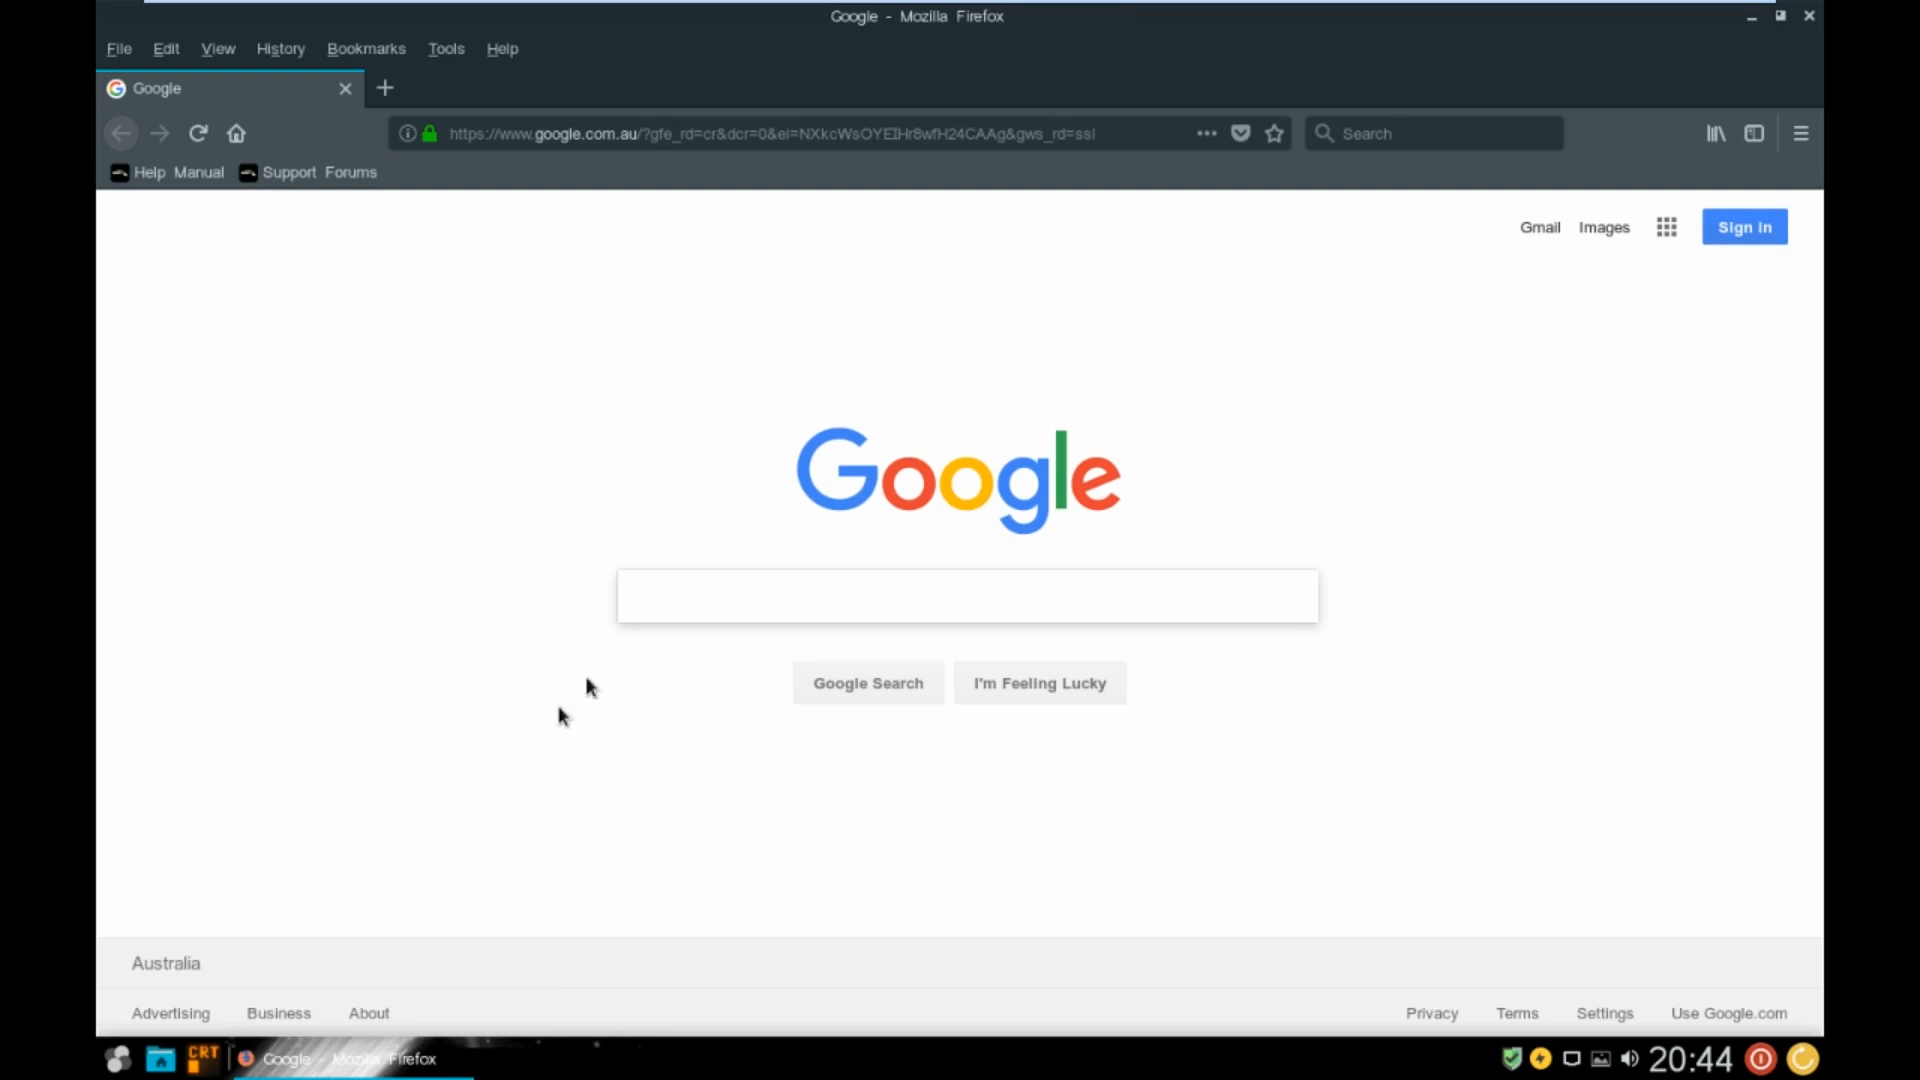 Google - Mozilla Firefox
File Edit View History Bookmarks Tools Help
Google
https://www.google.com.au/?gfe_rd=cr&dcr=0&ei=NXkcWsOYEIHr8wfH24CAAg&gws_rd=ssl
Search
Help Manual Support Forums
Gmail Images Sign in
Google
Google Search I'm Feeling Lucky
Australia
Advertising Business About Privacy Terms Settings Use Google.com
CRT Google - Mozilla Firefox 20:44